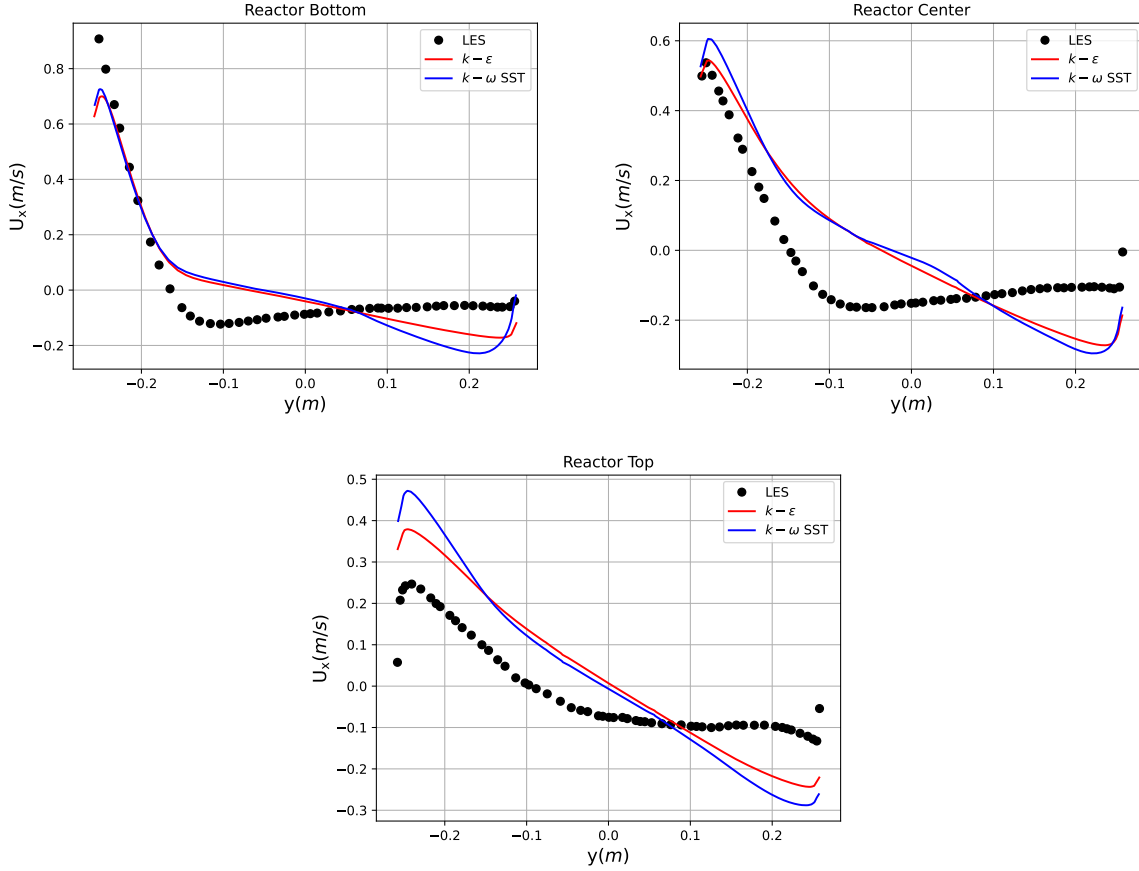 Reactor Bottom
LES
k − ε
k − ω SST
0.8
0.6
0.4
0.2
0.0
−0.2
U_x(m/s)
−0.2
−0.1
0.0
0.1
0.2
y(m)
Reactor Center
LES
k − ε
k − ω SST
0.6
0.4
0.2
0.0
−0.2
U_x(m/s)
−0.2
−0.1
0.0
0.1
0.2
y(m)
Reactor Top
LES
k − ε
k − ω SST
0.5
0.4
0.3
0.2
0.1
0.0
−0.1
−0.2
−0.3
U_x(m/s)
−0.2
−0.1
0.0
0.1
0.2
y(m)